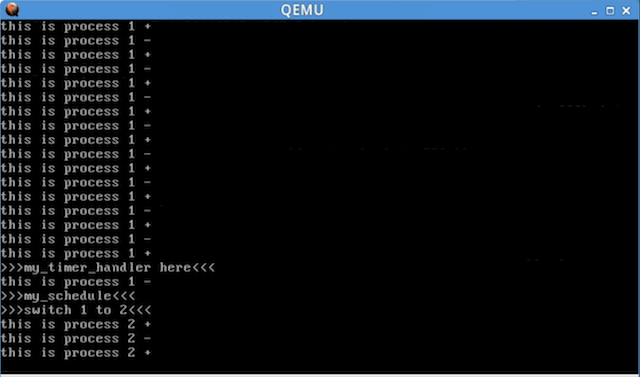 QEMU
this is process 1 +
this is process 1 -
this is process 1 +
this is process 1 -
this is process 1 +
this is process 1 -
this is process 1 +
this is process 1 -
this is process 1 +
this is process 1 -
this is process 1 +
this is process 1 -
this is process 1 +
this is process 1 -
this is process 1 +
this is process 1 -
this is process 1 +
>>>my_timer_handler here<<<
this is process 1 -
>>>my_schedule<<<
>>>switch 1 to 2<<<
this is process 2 +
this is process 2 -
this is process 2 +